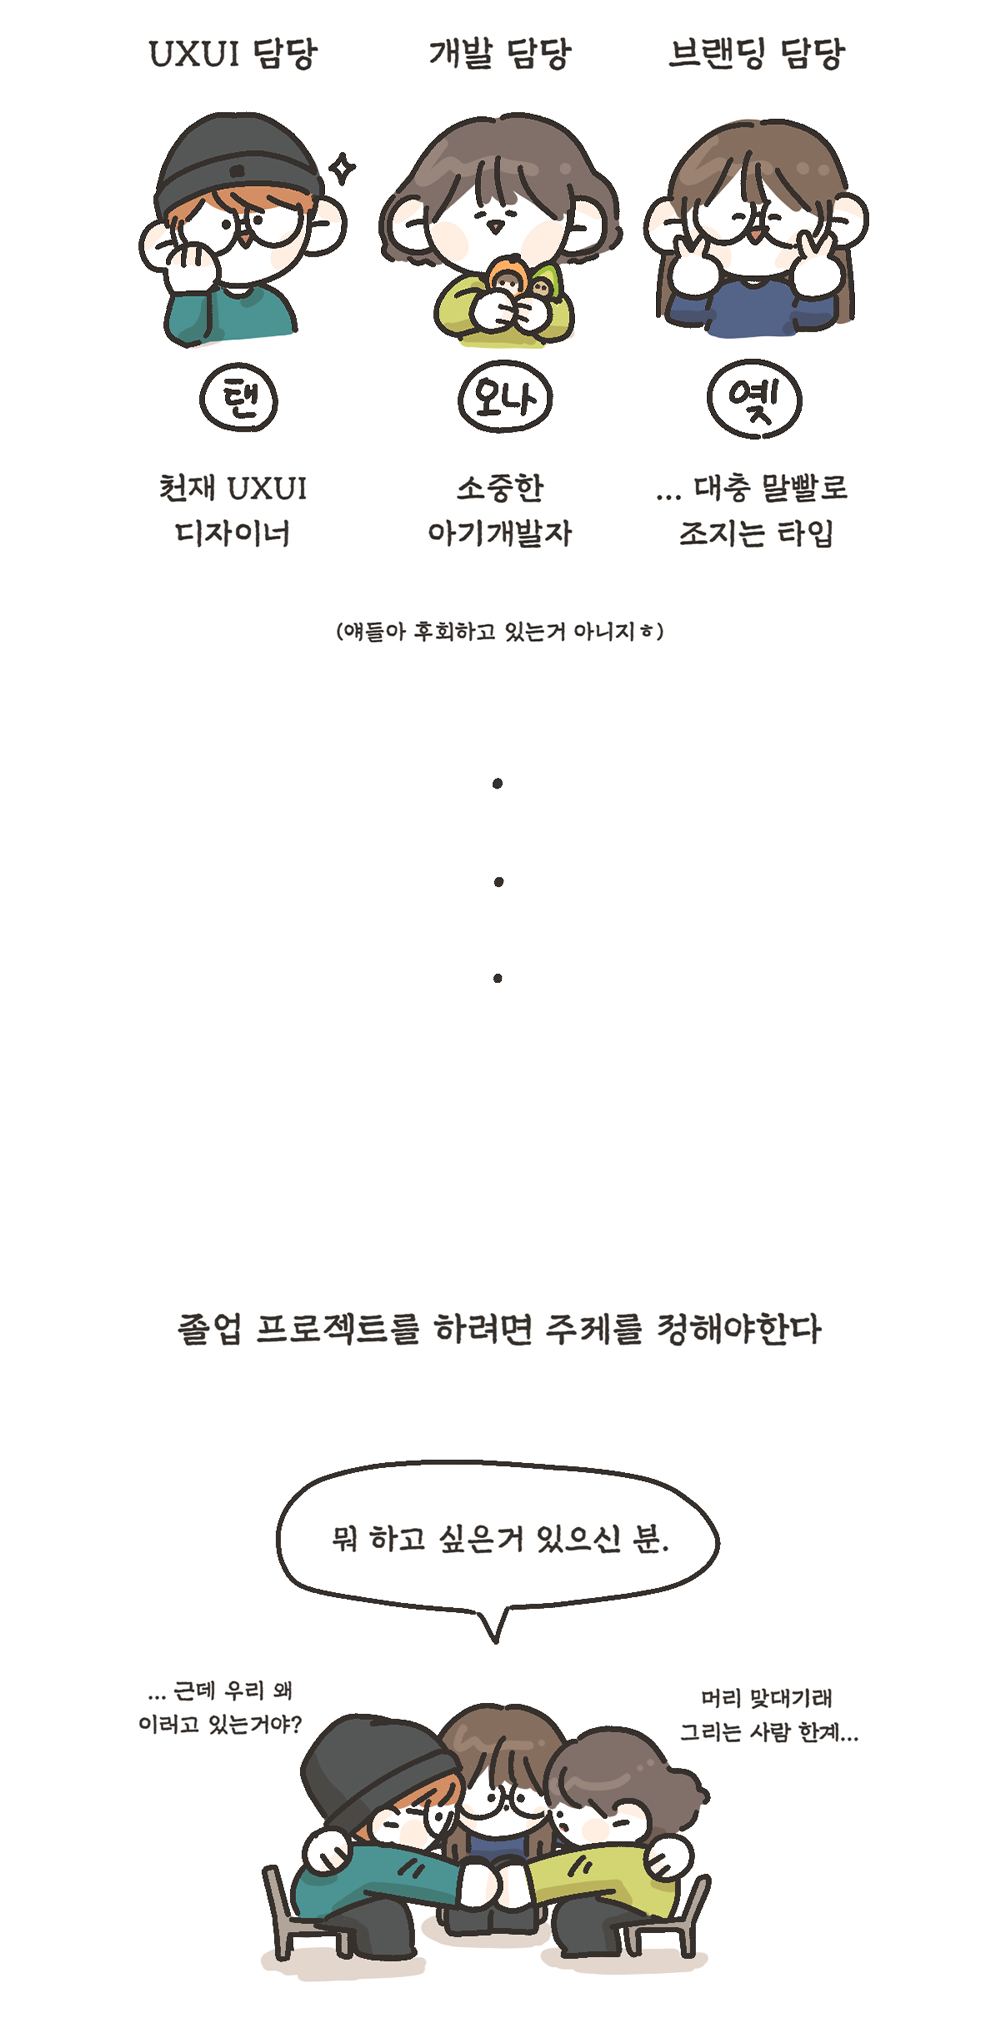 UXUI 담당
개발 담당
브랜딩 담당
탠
오나
옛
천재 UXUI
디자이너
소중한
아기개발자
... 대충 말빨로
조지는 타입
(얘들아 후회하고 있는거 아니지ㅎ)
졸업 프로젝트를 하려면 주제를 정해야한다
뭐 하고 싶은거 있으신 분.
... 근데 우리 왜
이러고 있는거야?
머리 맞대기래
그리는 사람 한계...